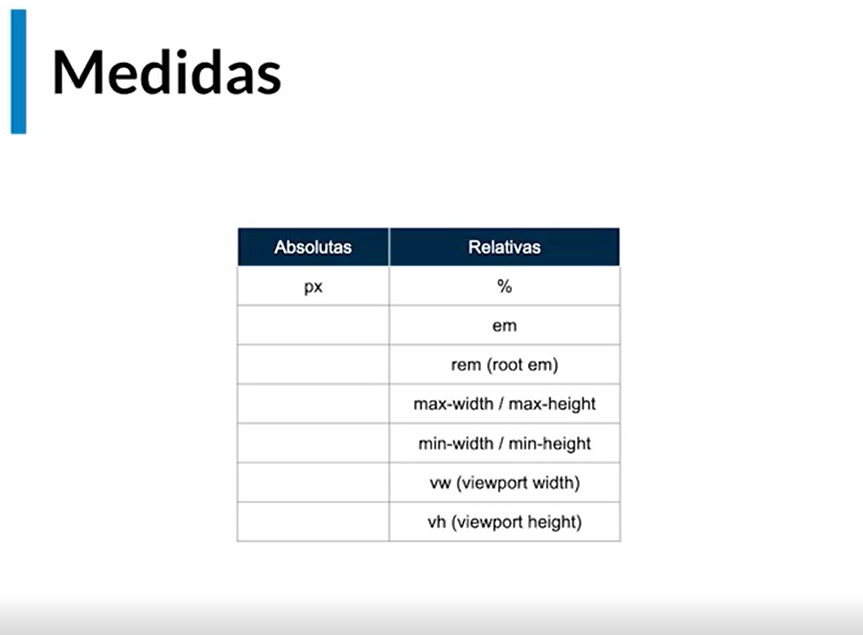 Medidas
Absolutas Relativas
px %
em
rem (root em)
max-width / max-height
min-width / min-height
vw (viewport width)
vh (viewport height)